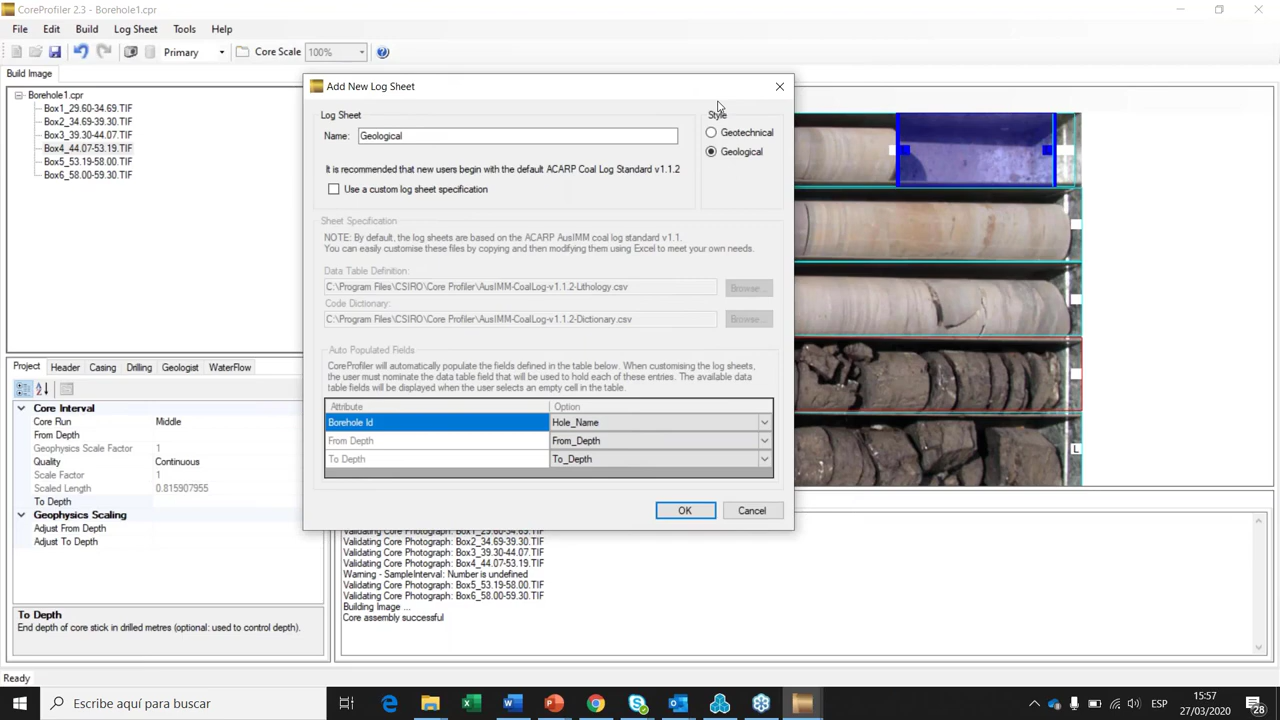 CoreProfiler 2.3 - Borehole1.cpr
File Edit Build Log Sheet Tools Help
Primary Core Scale 100%
Build Image
Borehole1.cpr
Box1_29.60-34.69.TIF
Box2_34.69-39.30.TIF
Box3_39.30-44.07.TIF
Box4_44.07-53.19.TIF
Box5_53.19-58.00.TIF
Box6_58.00-59.30.TIF
Add New Log Sheet
Log Sheet
Name: Geological
It is recommended that new users begin with the default ACARP Coal Log Standard v1.1.2
Use a custom log sheet specification
Style
Geotechnical
Geological
Sheet Specification
NOTE: By default, the log sheets are based on the ACARP AusIMM coal log standard v1.1.
You can easily customise these files by copying and then modifying them using Excel to meet your own needs.
Data Table Definition:
C:\Program Files\CSIRO\Core Profiler\AusIMM-CoalLog-v1.1.2-Lithology.csv Browse...
Code Dictionary:
C:\Program Files\CSIRO\Core Profiler\AusIMM-CoalLog-v1.1.2-Dictionary.csv Browse...
Auto Populated Fields
CoreProfiler will automatically populate the fields defined in the table below. When customising the log sheets,
the user must nominate the data table field that will be used to hold each of these entries. The available data
table fields will be displayed when the user selects an empty cell in the table.
Attribute Option
Borehole Id Hole_Name
From Depth From_Depth
To Depth To_Depth
OK Cancel
L
Project Header Casing Drilling Geologist WaterFlow
Core Interval
Core Run Middle
From Depth
Geophysics Scale Factor 1
Quality Continuous
Scale Factor 1
Scaled Length 0.815907955
To Depth
Geophysics Scaling
Adjust From Depth
Adjust To Depth
To Depth
End depth of core stick in drilled metres (optional: used to control depth).
Validating Core Photograph: Box1_29.60-34.69.TIF
Validating Core Photograph: Box2_34.69-39.30.TIF
Validating Core Photograph: Box3_39.30-44.07.TIF
Validating Core Photograph: Box4_44.07-53.19.TIF
Warning - SampleInterval: Number is undefined
Validating Core Photograph: Box5_53.19-58.00.TIF
Validating Core Photograph: Box6_58.00-59.30.TIF
Building Image ...
Core assembly successful
Ready
Escribe aquí para buscar
ESP
15:57
27/03/2020
28